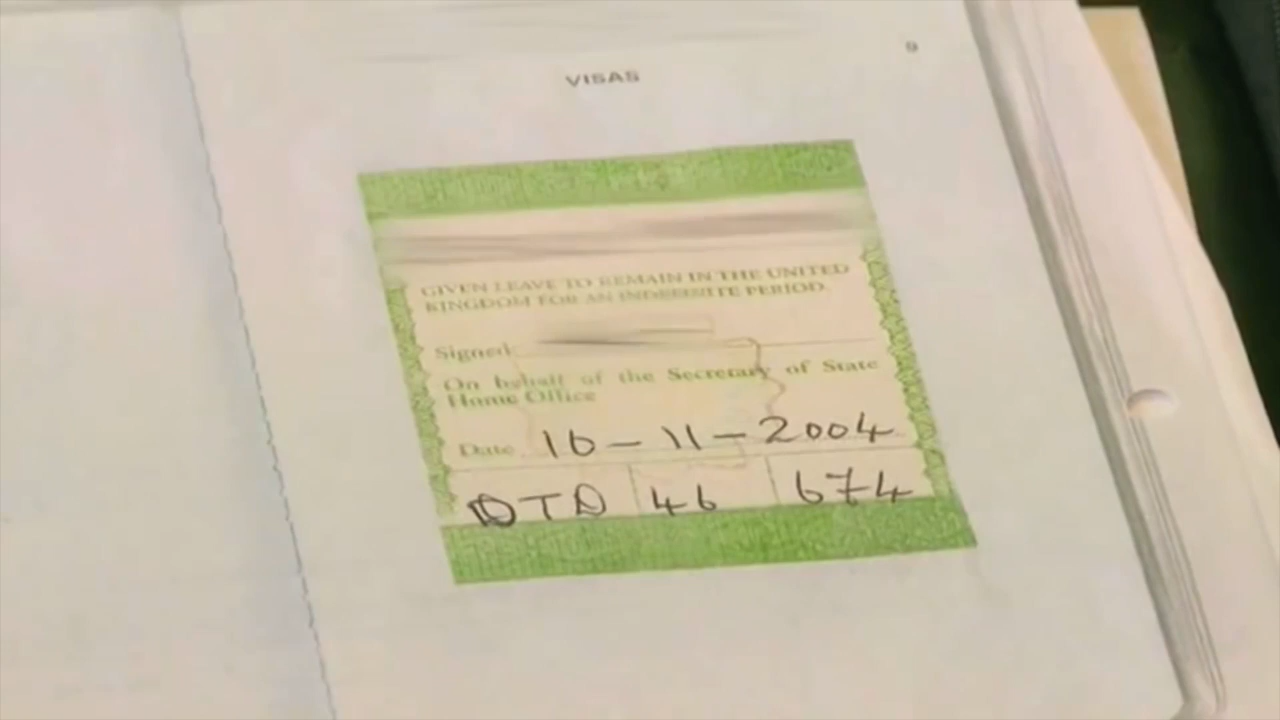 9
VISAS
GIVEN LEAVE TO REMAIN IN THE UNITED
KINGDOM FOR AN INDEFINITE PERIOD.
Signed
On behalf of the Secretary of State
Home Office
Date 16-11-2004
DTD 46 674